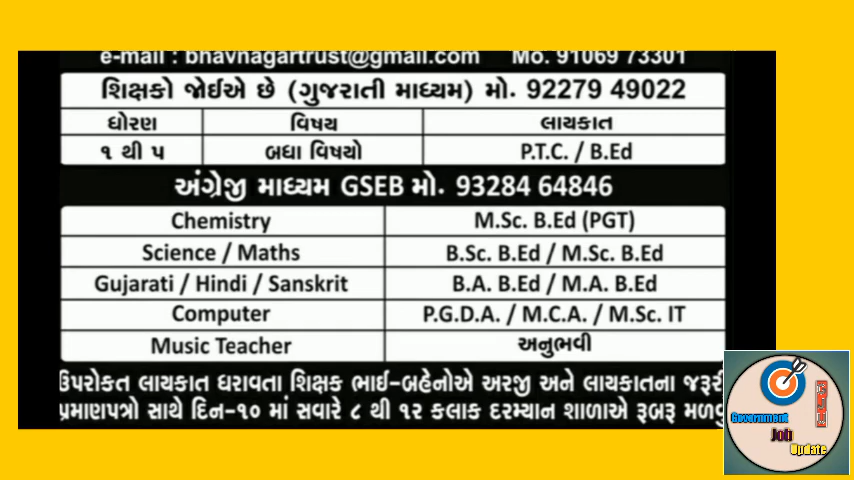 e-mail : bhavnagartrust@gmail.com Mo. 91069 73301
શિક્ષકો જોઈએ છે (ગુજરાતી માધ્યમ) મો. 92279 49022
ધોરણ વિષય લાયકાત
૧ થી ૫ બધા વિષયો P.T.C. / B.Ed
અંગ્રેજી માધ્યમ GSEB મો. 93284 64846
Chemistry M.Sc. B.Ed (PGT)
Science / Maths B.Sc. B.Ed / M.Sc. B.Ed
Gujarati / Hindi / Sanskrit B.A. B.Ed / M.A. B.Ed
Computer P.G.D.A. / M.C.A. / M.Sc. IT
Music Teacher અનુભવી
ઉપરોકત લાયકાત ધરાવતા શિક્ષક ભાઈ-બહેનોએ અરજી અને લાયકાતના જરૂરી
પ્રમાણપત્રો સાથે દિન-૧૦ માં સવારે ૮ થી ૧૨ કલાક દરમ્યાન શાળાએ રૂબરૂ
Government
Job
Update